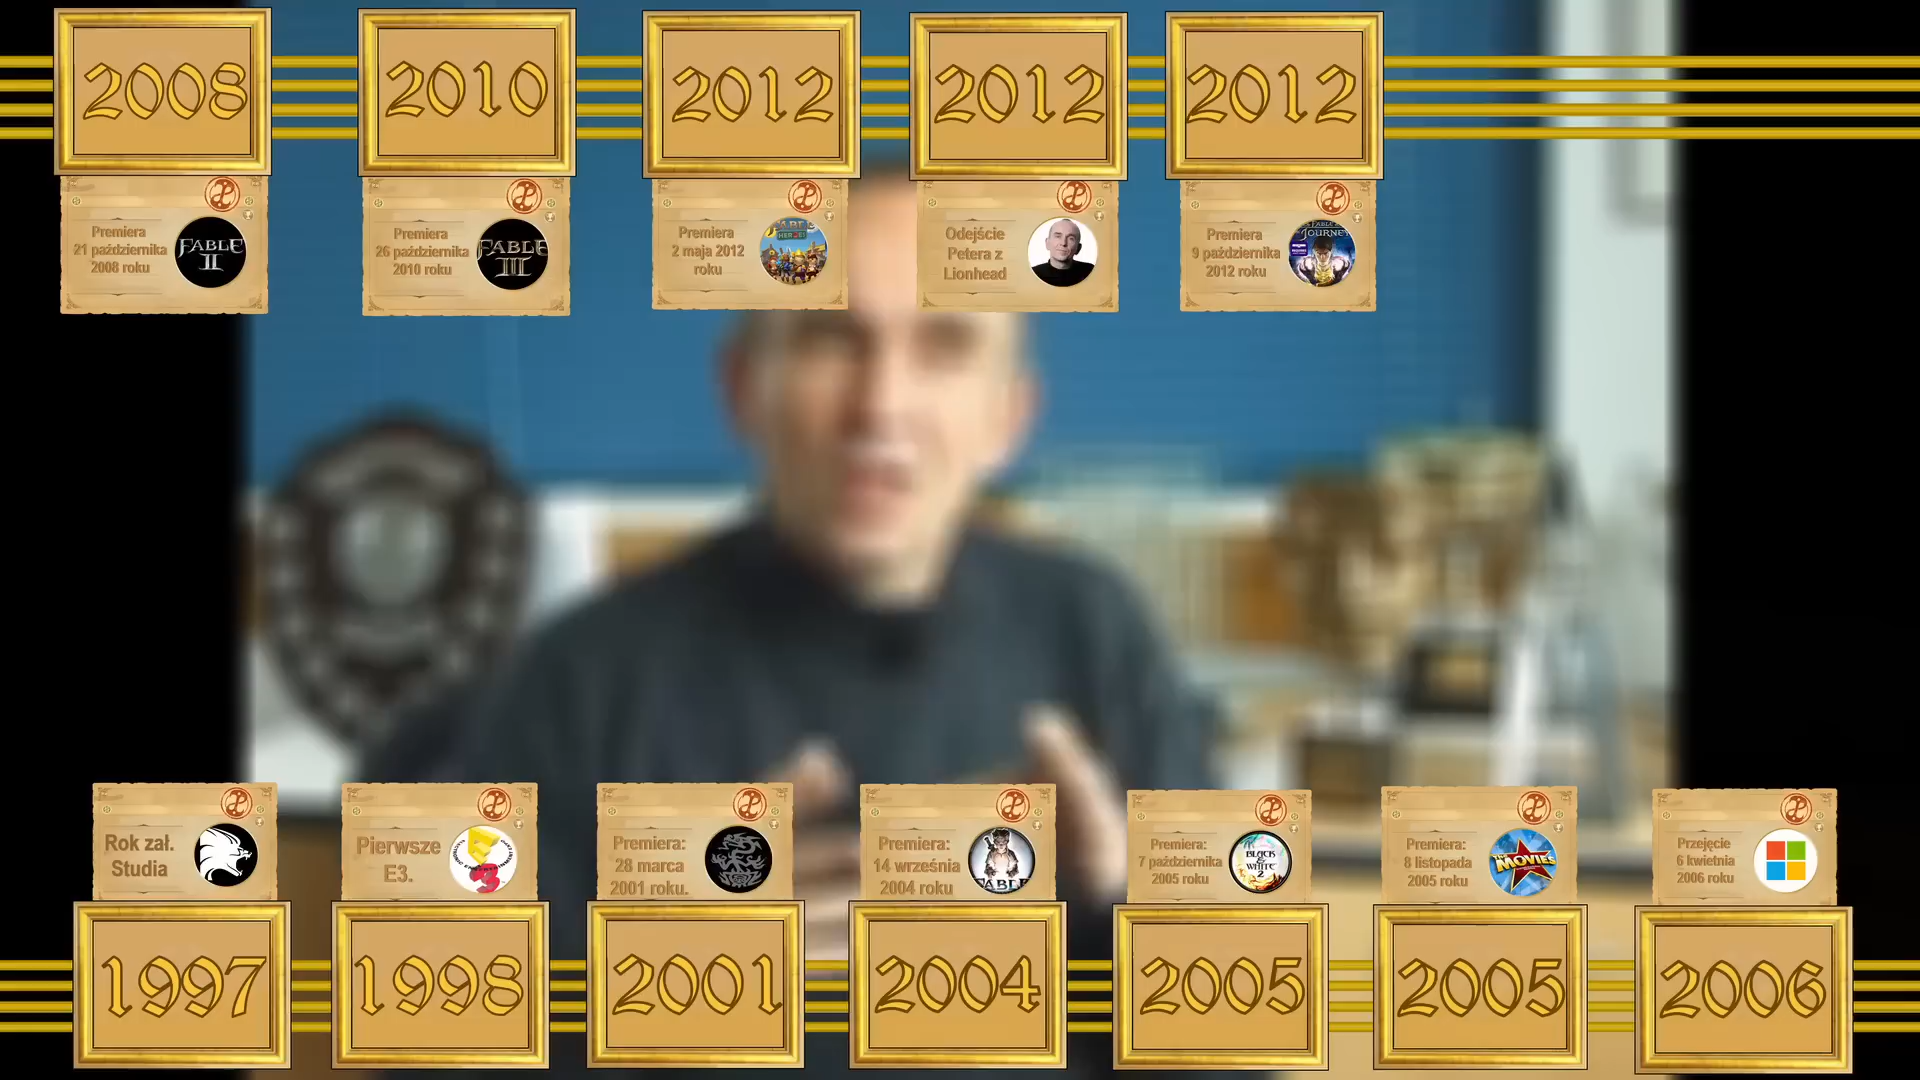 2008
2010
2012
2012
2012
Premiera
21 października
2008 roku
FABLE
II
Premiera
26 października
2010 roku
FABLE
III
Premiera
2 maja 2012
roku
Odejście
Petera z
Lionhead
Premiera
9 października
2012 roku
JOURNEY
Rok zał.
Studia
Pierwsze
E3.
E3
Premiera:
28 marca
2001 roku.
Premiera:
14 września
2004 roku
FABLE
Premiera:
7 października
2005 roku
BLACK
&
WHITE
2
Premiera:
8 listopada
2005 roku
MOVIES
Przejęcie
6 kwietnia
2006 roku
1997
1998
2001
2004
2005
2005
2006